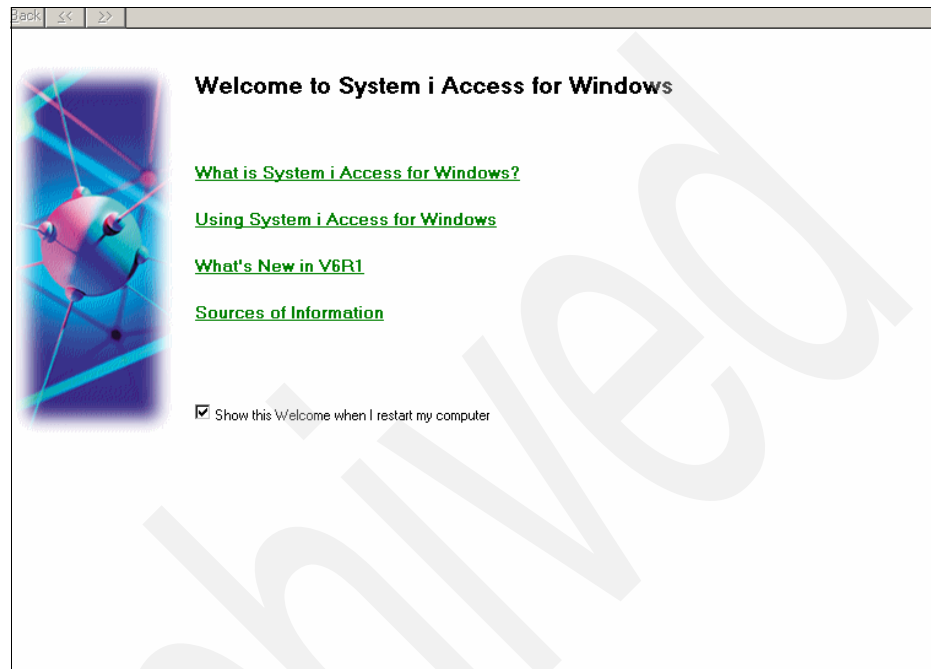 Back << >>
Welcome to System i Access for Windows
What is System i Access for Windows?
Using System i Access for Windows
What's New in V6R1
Sources of Information
Show this Welcome when I restart my computer
hived